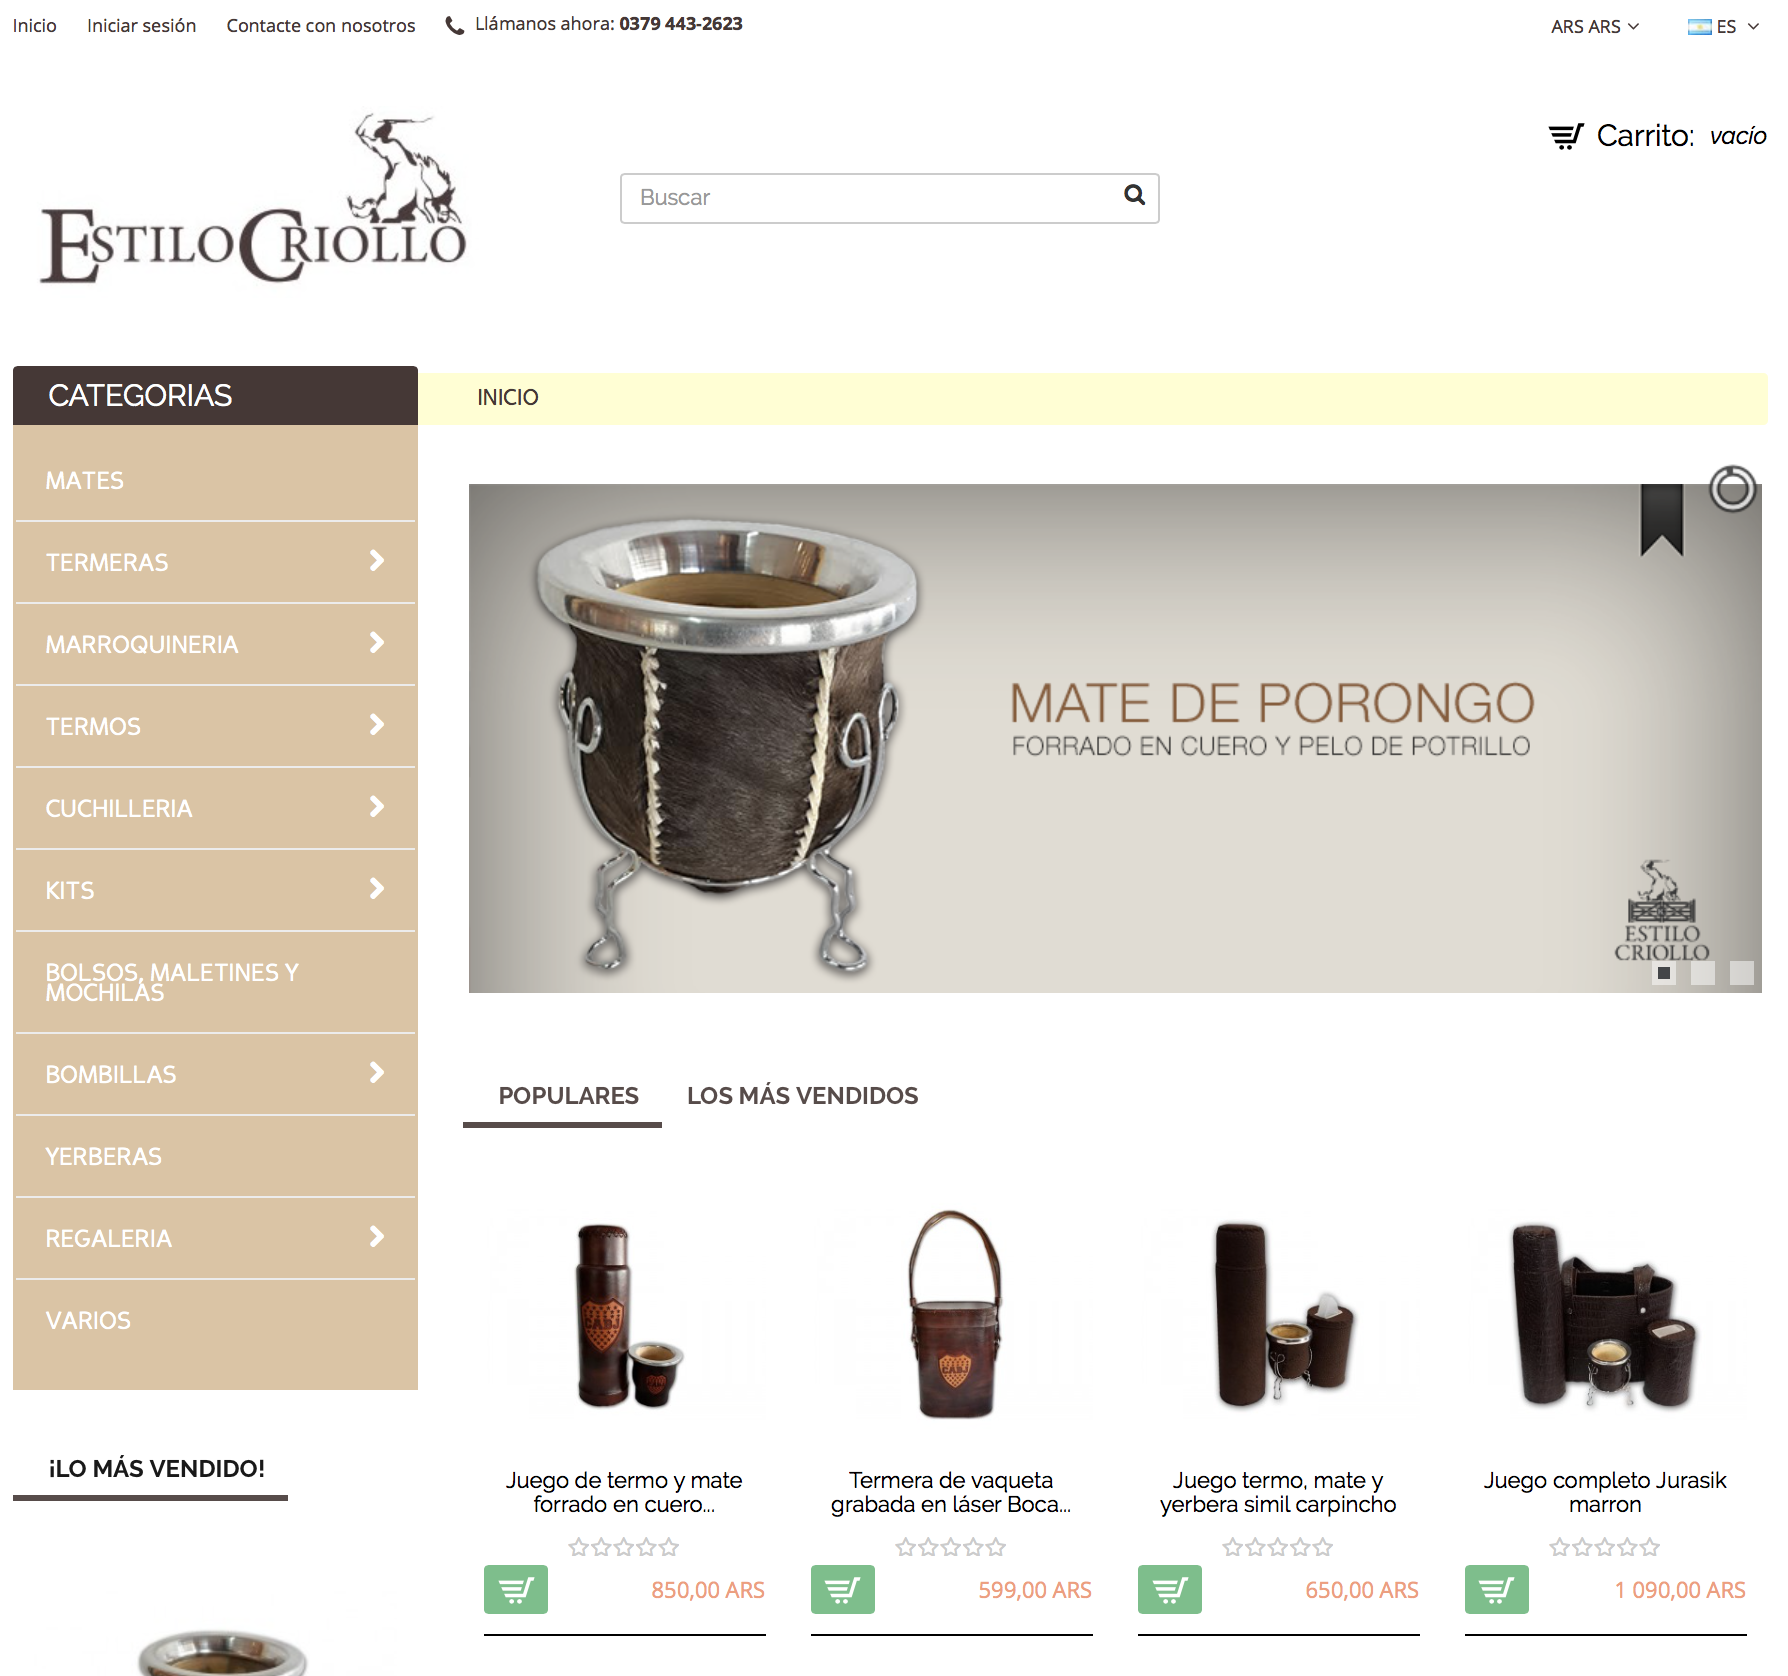 Inicio
Iniciar sesión
Contacte con nosotros
Llámanos ahora: 0379 443-2623
ARS ARS
ES
ESTILO CRIOLLO
Buscar
Carrito: vacío
CATEGORIAS
INICIO
MATES
TERMERAS
MARROQUINERIA
TERMOS
CUCHILLERIA
KITS
BOLSOS, MALETINES Y
MOCHILAS
BOMBILLAS
YERBERAS
REGALERIA
VARIOS
MATE DE PORONGO
FORRADO EN CUERO Y PELO DE POTRILLO
ESTILO
CRIOLLO
POPULARES
LOS MÁS VENDIDOS
CABJ
CABJ
Juego de termo y mate
forrado en cuero...
850,00 ARS
Termera de vaqueta
grabada en láser Boca...
599,00 ARS
Juego termo, mate y
yerbera simil carpincho
650,00 ARS
Juego completo Jurasik
marron
1 090,00 ARS
¡LO MÁS VENDIDO!